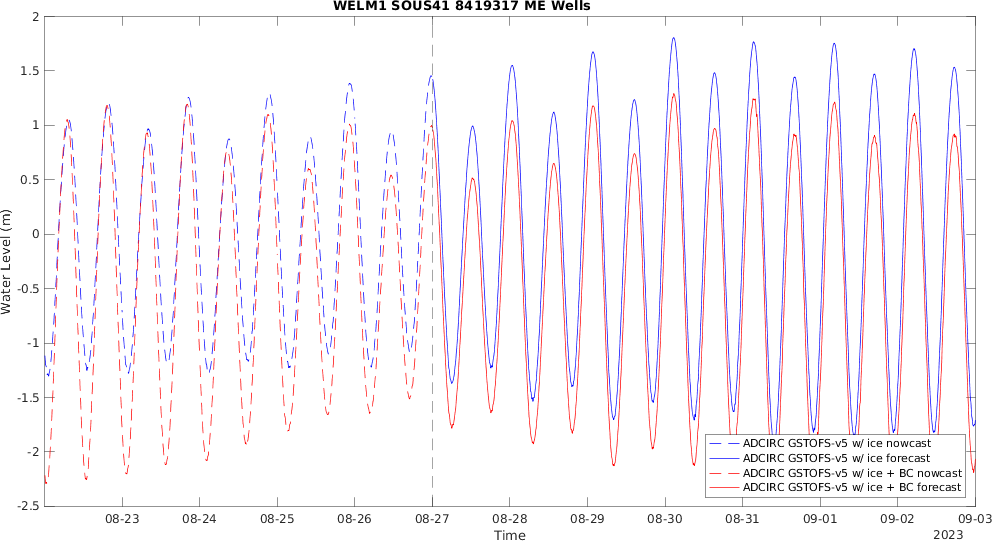 WELM1 SOUS41 8419317 ME Wells
2
1.5
1
0.5
0
-0.5
-1
-1.5
-2
-2.5
Water Level (m)
ADCIRC GSTOFS-v5 w/ ice nowcast
ADCIRC GSTOFS-v5 w/ ice forecast
ADCIRC GSTOFS-v5 w/ ice + BC nowcast
ADCIRC GSTOFS-v5 w/ ice + BC forecast
08-23 08-24 08-25 08-26 08-27 08-28 08-29 08-30 08-31 09-01 09-02 09-03
Time
2023